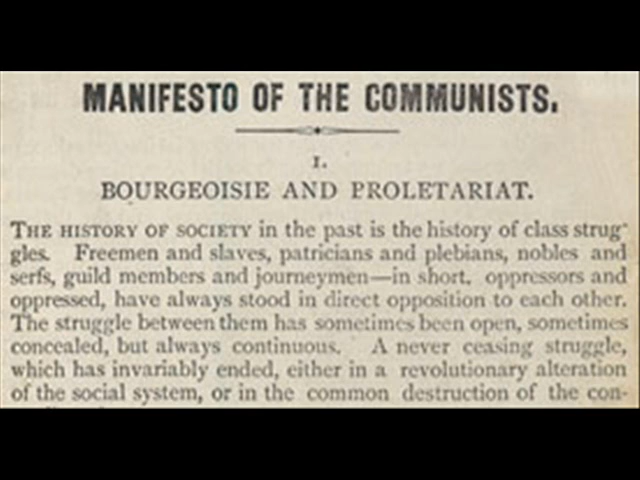 MANIFESTO OF THE COMMUNISTS.
I.
BOURGEOISIE AND PROLETARIAT.
THE HISTORY OF SOCIETY in the past is the history of class strug-
gles. Freemen and slaves, patricians and plebians, nobles and
serfs, guild members and journeymen—in short, oppressors and
oppressed, have always stood in direct opposition to each other.
The struggle between them has sometimes been open, sometimes
concealed, but always continuous. A never ceasing struggle,
which has invariably ended, either in a revolutionary alteration
of the social system, or in the common destruction of the con-